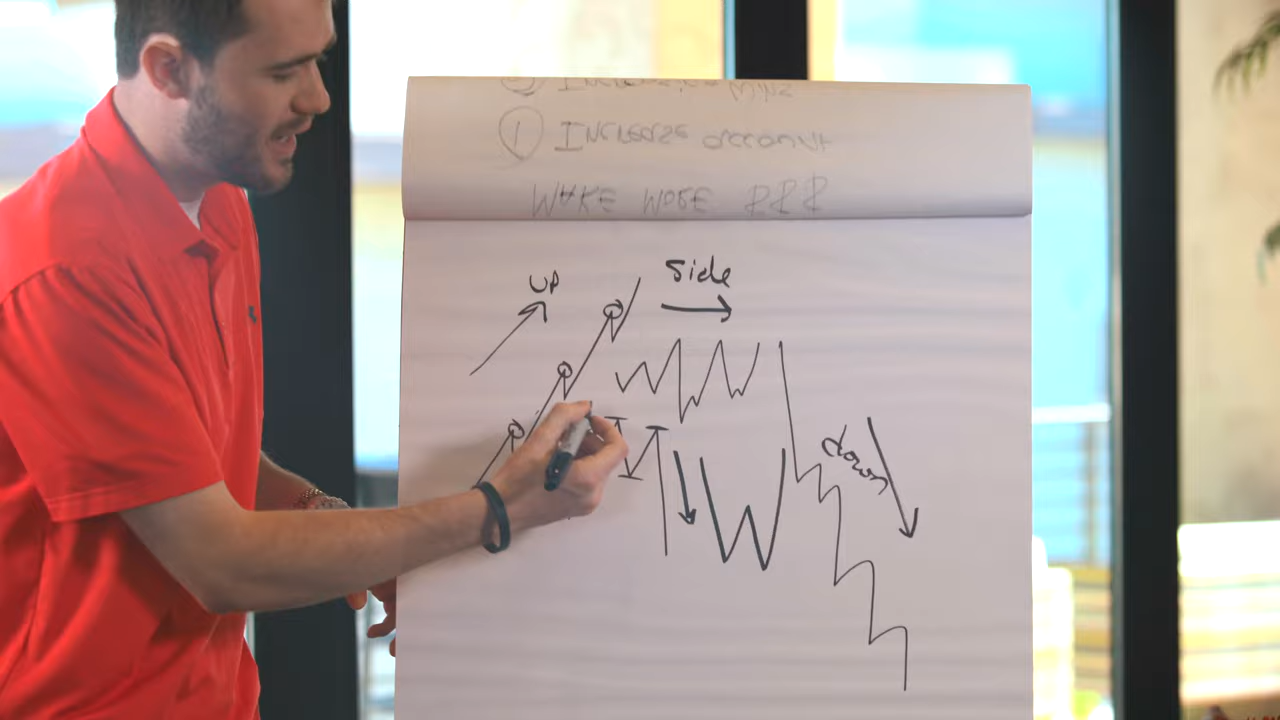 ① INCREASE account
MAKE MORE $$$
UP
Side
down